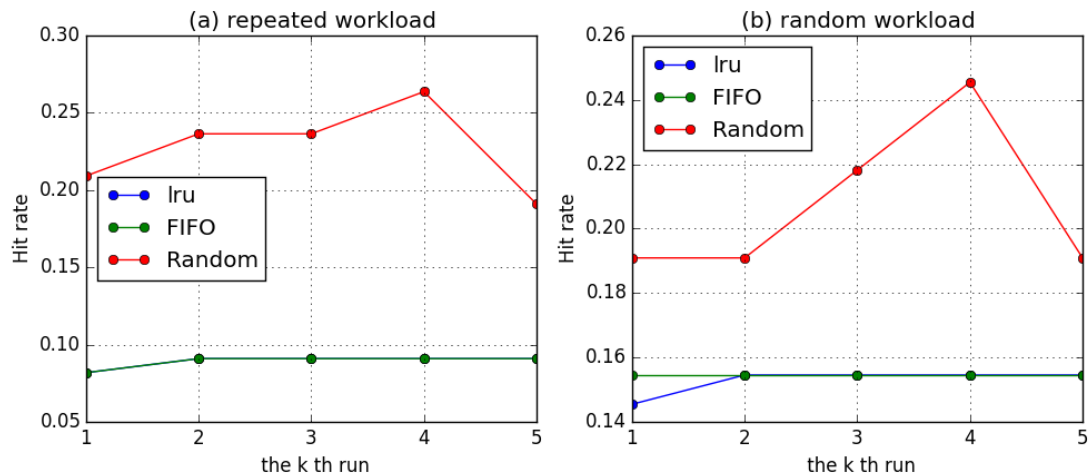 (a) repeated workload
0.30
0.25
0.20
0.15
0.10
0.05
Hit rate
lru
FIFO
Random
1 2 3 4 5
the k th run
(b) random workload
0.26
0.24
0.22
0.20
0.18
0.16
0.14
Hit rate
lru
FIFO
Random
1 2 3 4 5
the k th run